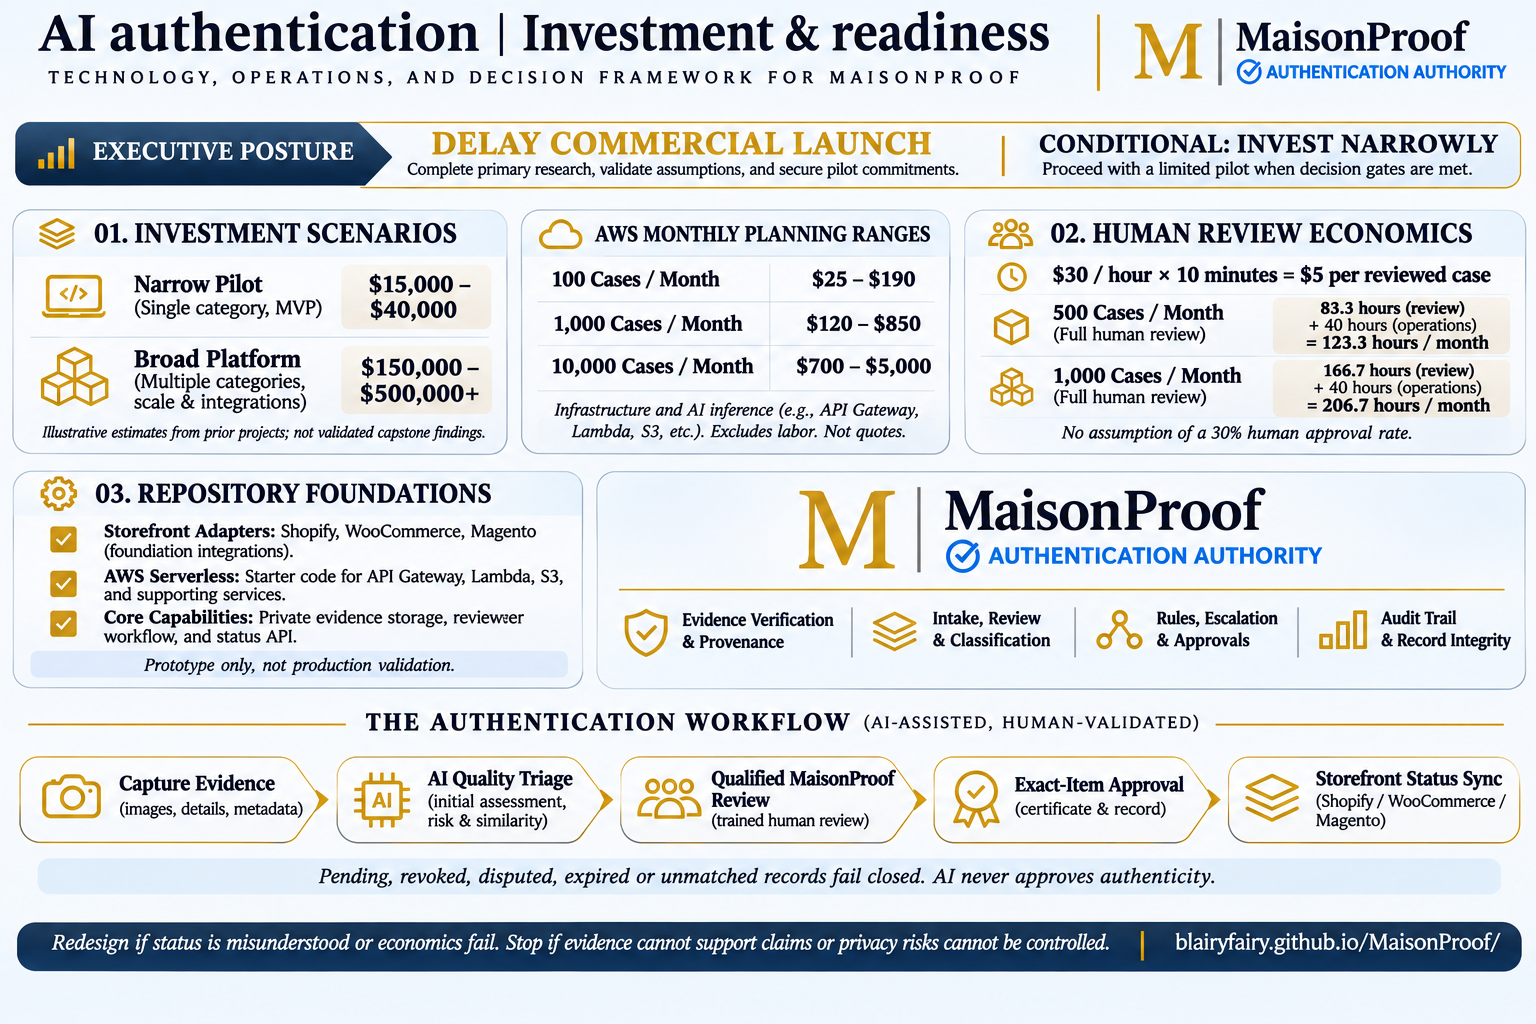 AI authentication | Investment & readiness
TECHNOLOGY, OPERATIONS, AND DECISION FRAMEWORK FOR MAISONPROOF
M | MaisonProof
AUTHENTICATION AUTHORITY
EXECUTIVE POSTURE
DELAY COMMERCIAL LAUNCH
Complete primary research, validate assumptions, and secure pilot commitments.
CONDITIONAL: INVEST NARROWLY
Proceed with a limited pilot when decision gates are met.
01. INVESTMENT SCENARIOS
Narrow Pilot
(Single category, MVP)
$15,000 –
$40,000
Broad Platform
(Multiple categories,
scale & integrations)
$150,000 –
$500,000+
Illustrative estimates from prior projects; not validated capstone findings.
AWS MONTHLY PLANNING RANGES
100 Cases / Month $25 – $190
1,000 Cases / Month $120 – $850
10,000 Cases / Month $700 – $5,000
Infrastructure and AI inference (e.g., API Gateway,
Lambda, S3, etc.). Excludes labor. Not quotes.
02. HUMAN REVIEW ECONOMICS
$30 / hour × 10 minutes = $5 per reviewed case
500 Cases / Month
(Full human review)
83.3 hours (review)
+ 40 hours (operations)
= 123.3 hours / month
1,000 Cases / Month
(Full human review)
166.7 hours (review)
+ 40 hours (operations)
= 206.7 hours / month
No assumption of a 30% human approval rate.
03. REPOSITORY FOUNDATIONS
Storefront Adapters: Shopify, WooCommerce, Magento
(foundiation integrations).
AWS Serverless: Starter code for API Gateway, Lambda, S3,
and supporting services.
Core Capabilities: Private evidence storage, reviewer
workflow, and status API.
Prototype only, not production validation.
M | MaisonProof
AUTHENTICATION AUTHORITY
Evidence Verification
& Provenance
Intake, Review
& Classification
Rules, Escalation
& Approvals
Audit Trail
& Record Integrity
THE AUTHENTICATION WORKFLOW (AI-ASSISTED, HUMAN-VALIDATED)
Capture Evidence
(images, details, metadata)
AI
AI Quality Triage
(initial assessment,
risk & similarity)
Qualified MaisonProof
Review
(trained human review)
Exact-Item Approval
(certificate & record)
Storefront Status Sync
(Shopify / WooCommerce /
Magento)
Pending, revoked, disputed, expired or unmatched records fail closed. AI never approves authenticity.
Redesign if status is misunderstood or economics fail. Stop if evidence cannot support claims or privacy risks cannot be controlled.
blairyfairy.github.io/MaisonProof/